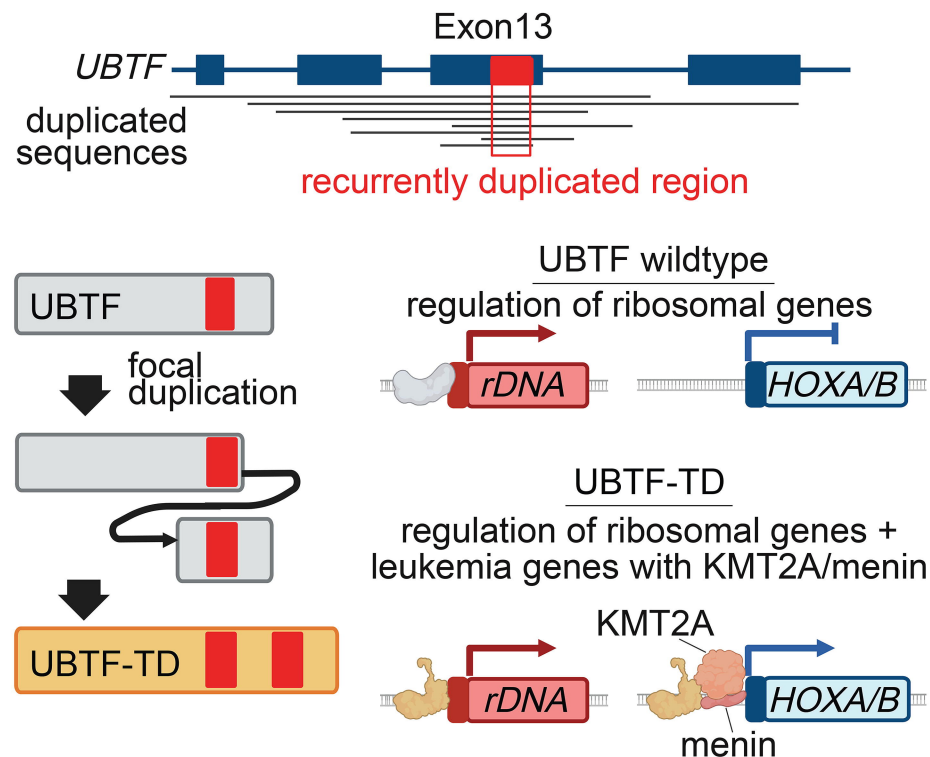 Exon13
UBTF
duplicated
sequences
recurrently duplicated region
UBTF
focal
duplication
UBTF-TD
UBTF wildtype
regulation of ribosomal genes
rDNA
HOXA/B
UBTF-TD
regulation of ribosomal genes +
leukemia genes with KMT2A/menin
KMT2A
rDNA
HOXA/B
menin